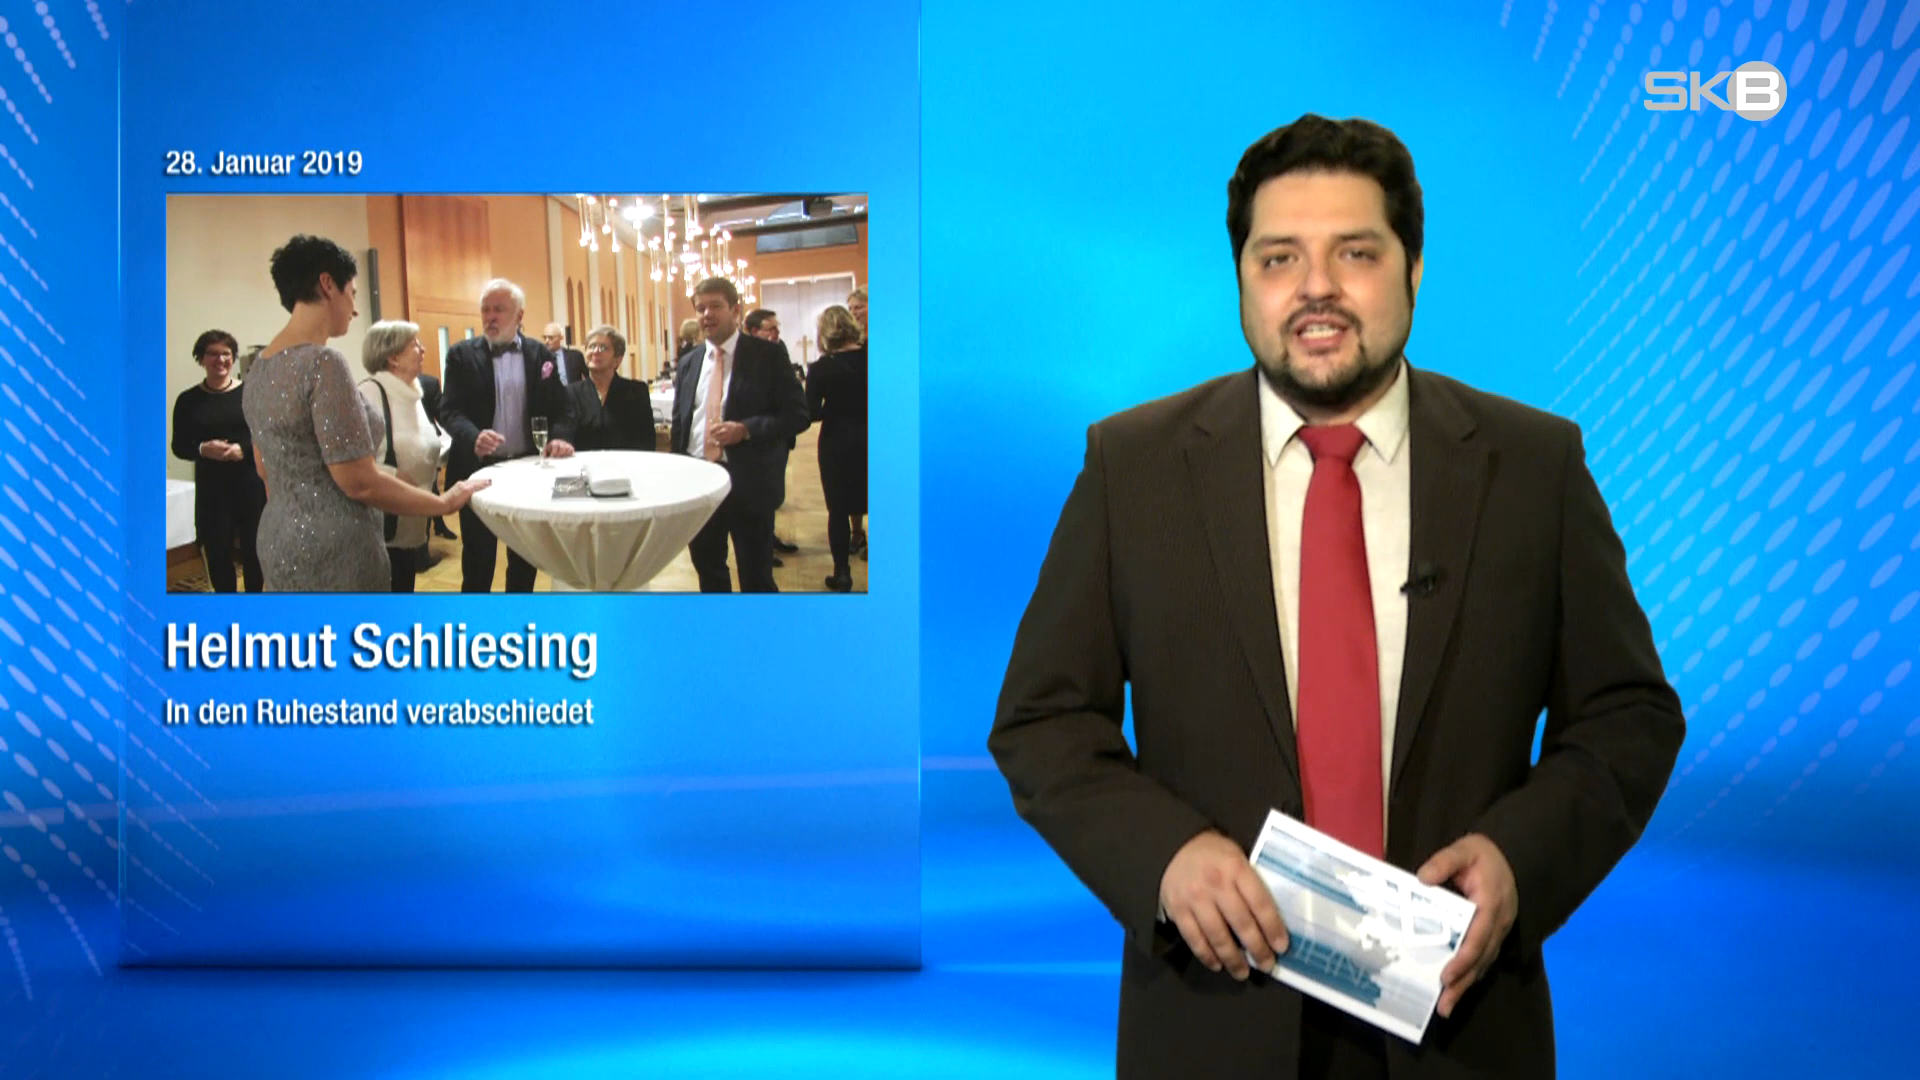 SKB
28. Januar 2019
Helmut Schliesing
In den Ruhestand verabschiedet